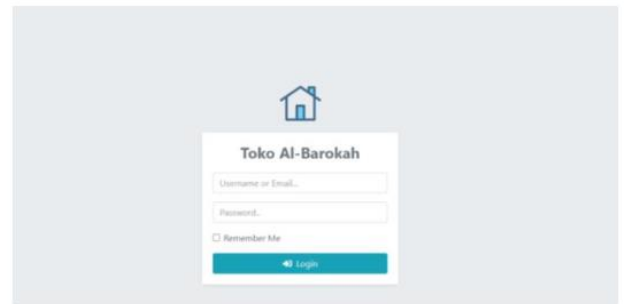 Toko Al-Barokah
Username or Email...
Password..
Remember Me
Login